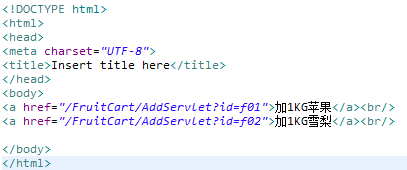 <!DOCTYPE html>
<html>
<head>
<meta charset="UTF-8">
<title>Insert title here</title>
</head>
<body>
<a href="/FruitCart/AddServlet?id=f01">加1KG苹果</a><br/>
<a href="/FruitCart/AddServlet?id=f02">加1KG雪梨</a><br/>
</body>
</html>